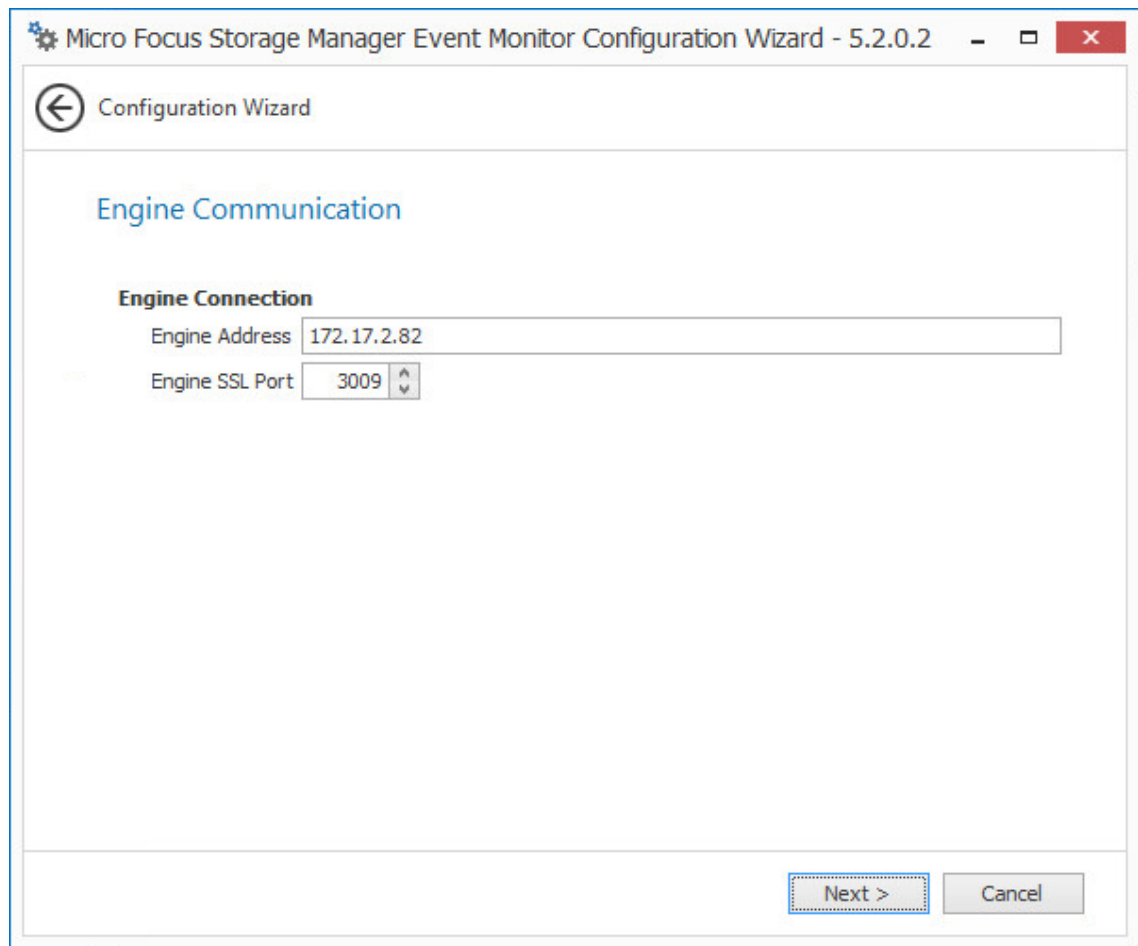 Micro Focus Storage Manager Event Monitor Configuration Wizard - 5.2.0.2
Configuration Wizard
Engine Communication
Engine Connection
Engine Address 172.17.2.82
Engine SSL Port 3009
Next > Cancel